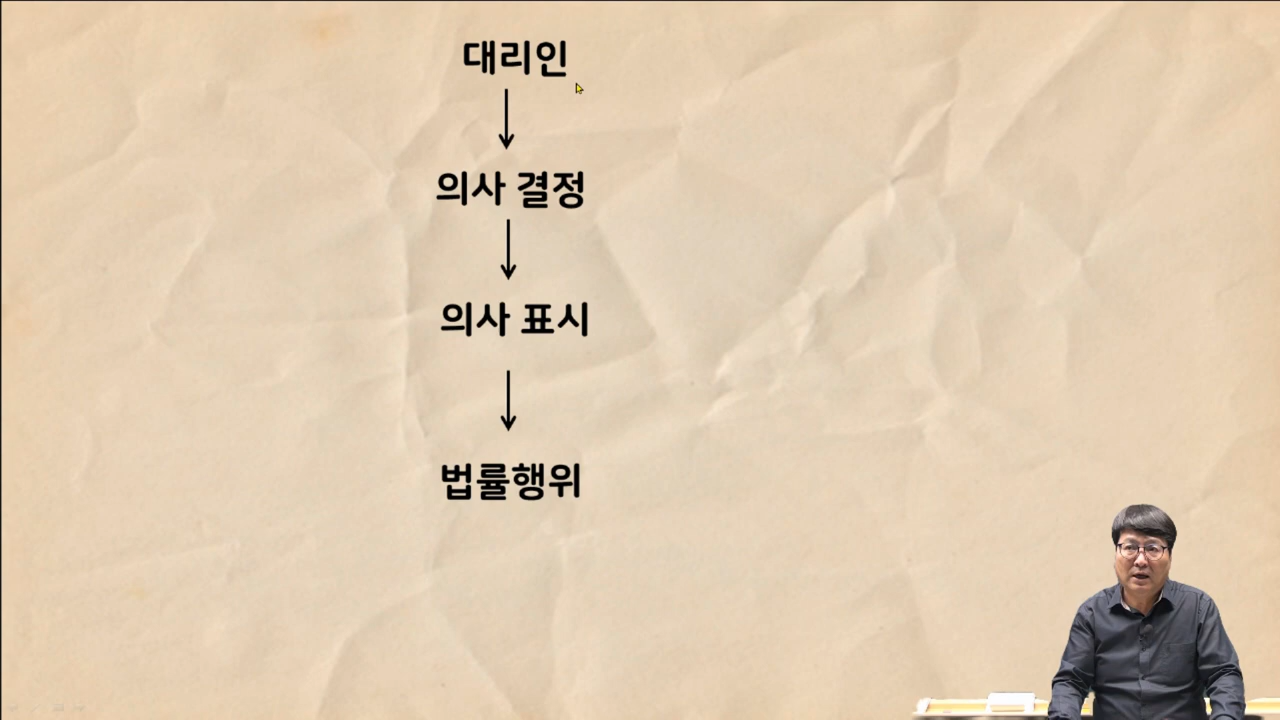 대리인
의사 결정
의사 표시
법률행위